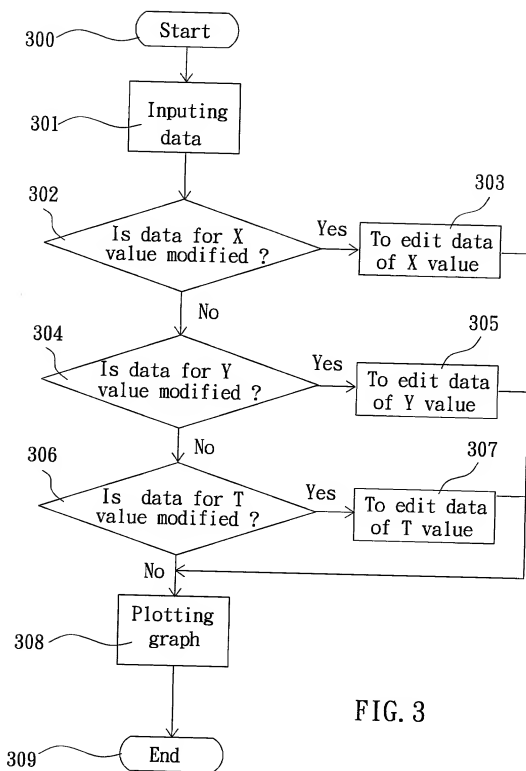 300
Start
301
Inputing
data
302
Is data for X
value modified ?
Yes
303
To edit data
of X value
No
304
Is data for Y
value modified ?
Yes
305
To edit data
of Y value
No
306
Is data for T
value modified ?
Yes
307
To edit data
of T value
No
308
Plotting
graph
309
End
FIG. 3